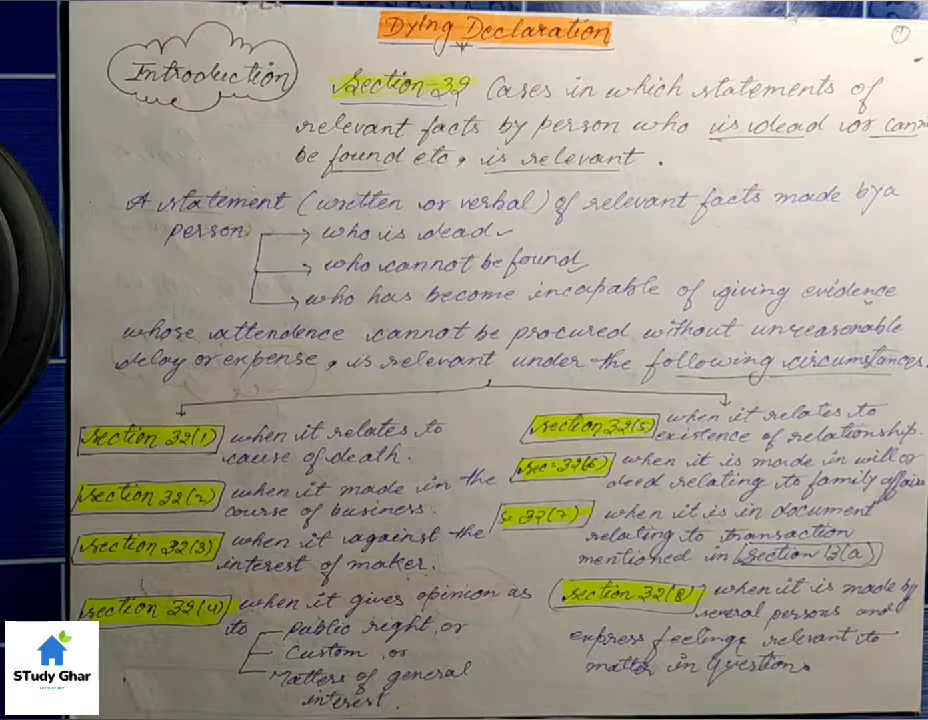 Dying Declaration
1
Introduction
Section-32 Cases in which statements of
relevant facts by person who is dead or cann
be found etc, is relevant.
A statement (written or verbal) of relevant facts made by a
person
who is dead
who cannot be found
who has become incapable of giving evidence
whose attendence cannot be procured without unreasonable
delay or expense, is relevant under the following circumstances.
Section 32(1) when it relates to
cause of death.
Section 32(2) when it made in the
course of business.
Section 32(3) when it against the
interest of maker.
Section 32(4) when it gives opinion as
to
Public right, or
Custom, or
Matters of general
interest.
Section 32(5) when it relates to
existence of relationship.
Sec-32(6) when it is made in will or
deed relating to family affairs
S. 32(7) when it is in document
relating to transaction
mentioned in Section 13(a)
Section 32(8) when it is made by
several persons and
express feelings relevant to
matter in question.
STudy Ghar